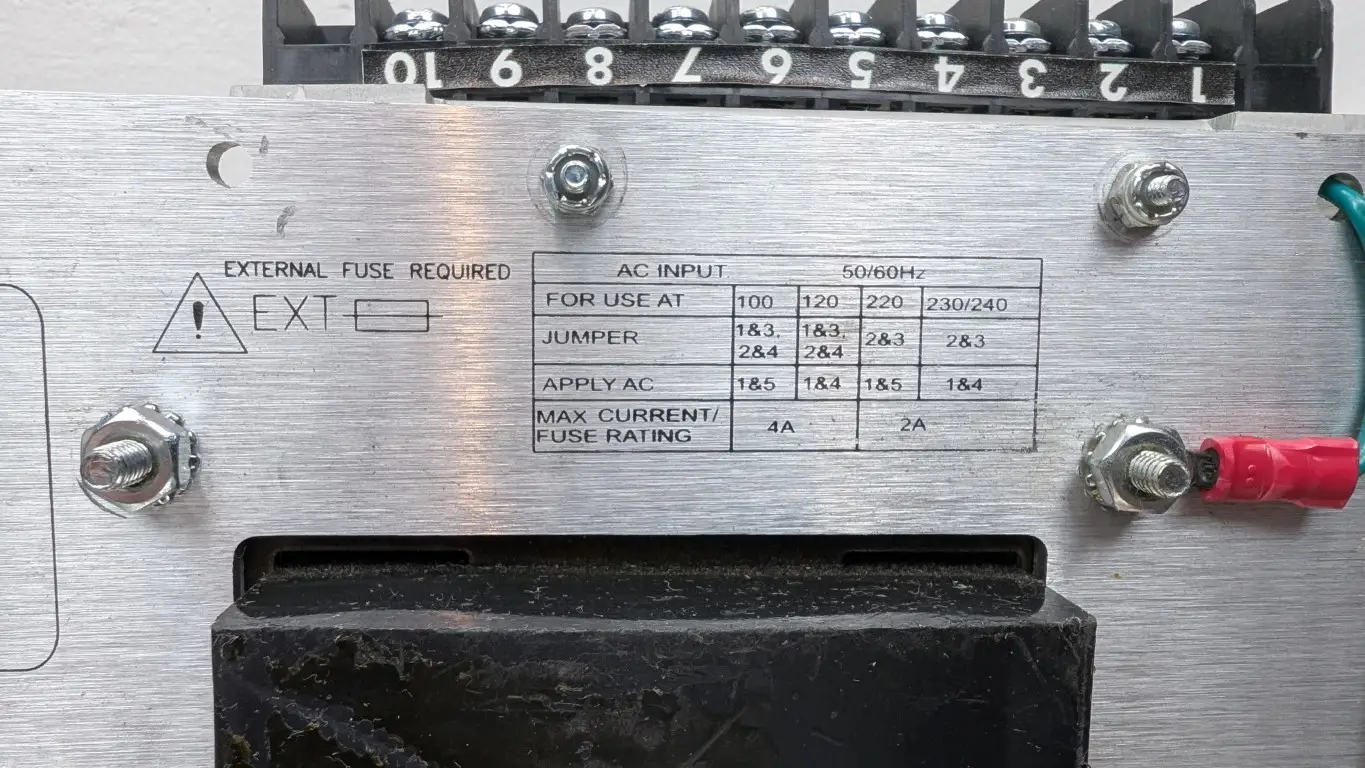 10 9 8 7 6 5 4 3 2 1
EXTERNAL FUSE REQUIRED
EXT
AC INPUT 50/60Hz
FOR USE AT 100 120 220 230/240
JUMPER 1&3, 2&4 1&3, 2&4 2&3 2&3
APPLY AC 1&5 1&4 1&5 1&4
MAX CURRENT/
FUSE RATING 4A 2A